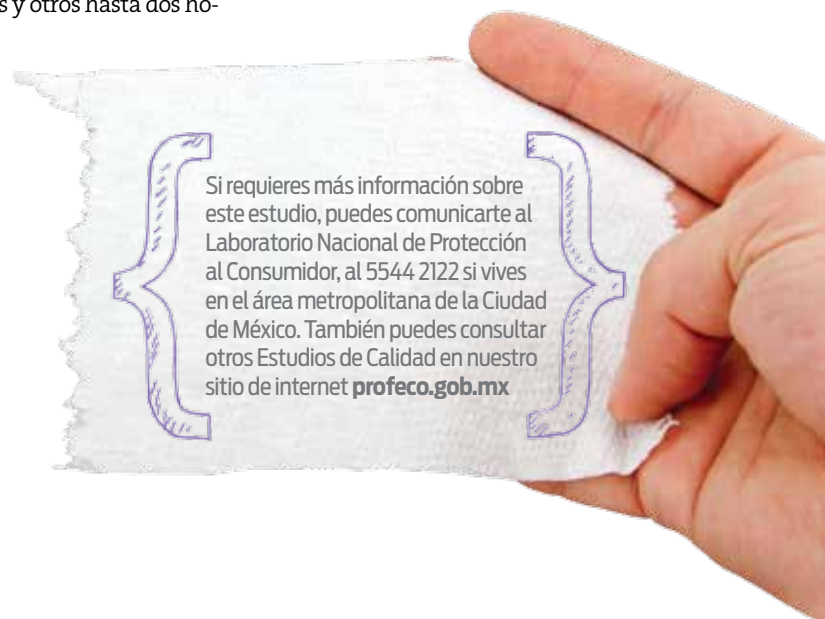 s y otros hasta dos ho-
Si requieres más información sobre
este estudio, puedes comunicarte al
Laboratorio Nacional de Protección
al Consumidor, al 5544 2122 si vives
en el área metropolitana de la Ciudad
de México. También puedes consultar
otros Estudios de Calidad en nuestro
sitio de internet profeco.gob.mx